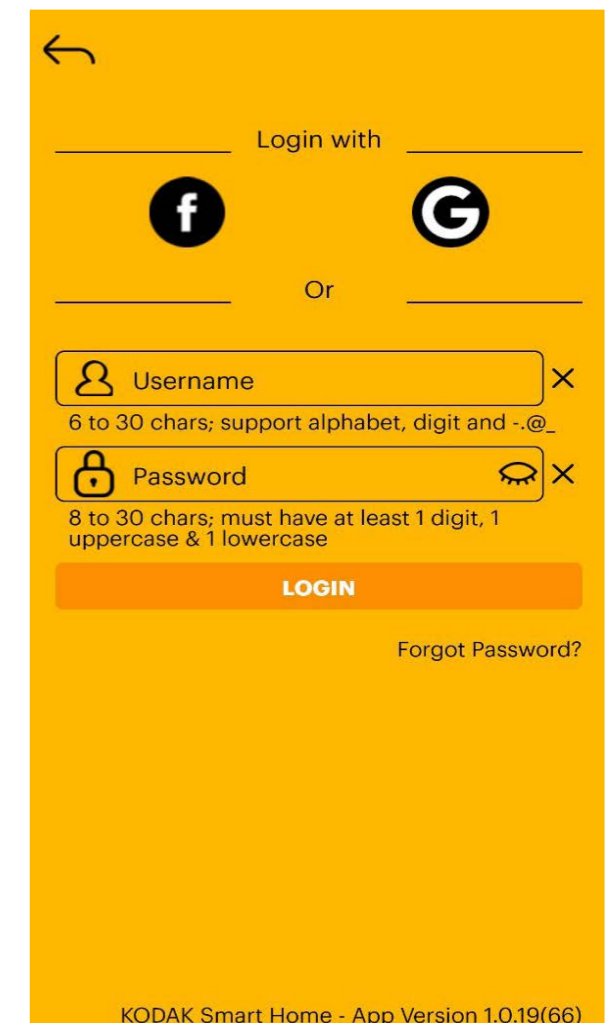 Login with
f
G
Or
Username
6 to 30 chars; support alphabet, digit and -.@_
Password
8 to 30 chars; must have at least 1 digit, 1
uppercase & 1 lowercase
LOGIN
Forgot Password?
KODAK Smart Home - App Version 1.0.19(66)